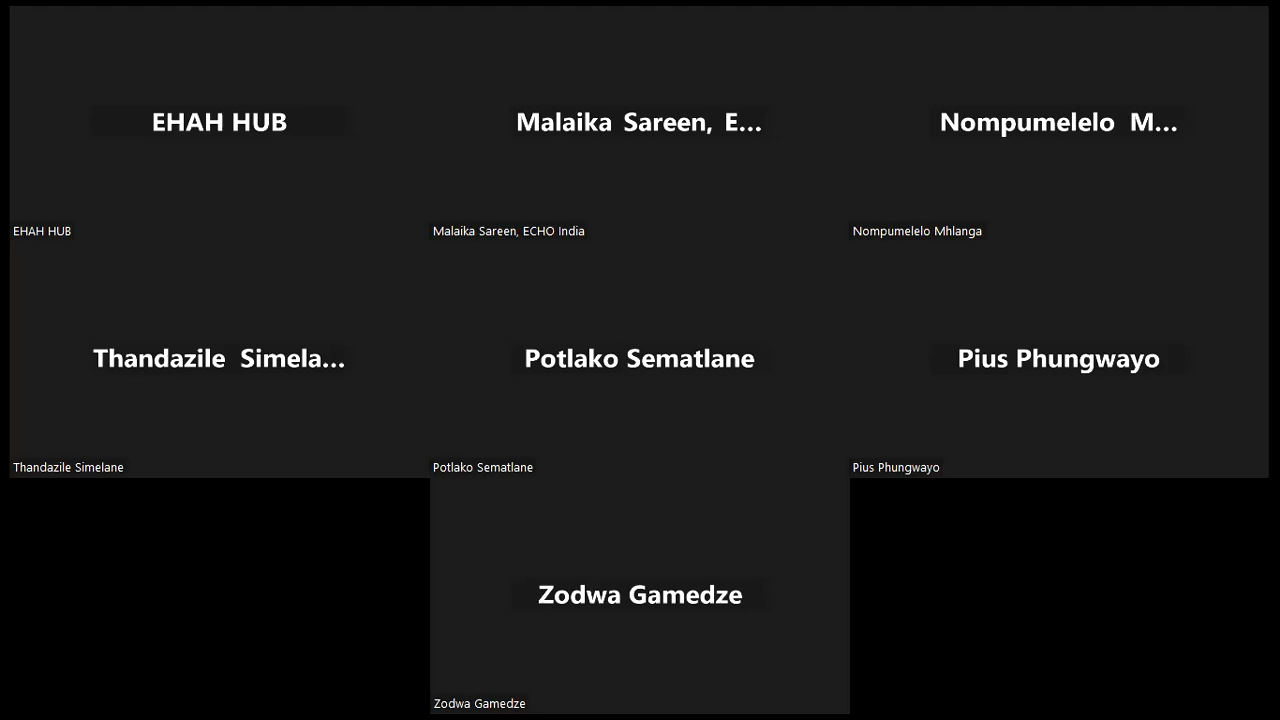 EHAH HUB
Malaika Sareen, E...
Nompumelelo M...
EHAH HUB
Malaika Sareen, ECHO India
Nompumelelo Mhlanga
Thandazile Simela...
Potlako Sematlane
Pius Phungwayo
Thandazile Simelane
Potlako Sematlane
Pius Phungwayo
Zodwa Gamedze
Zodwa Gamedze